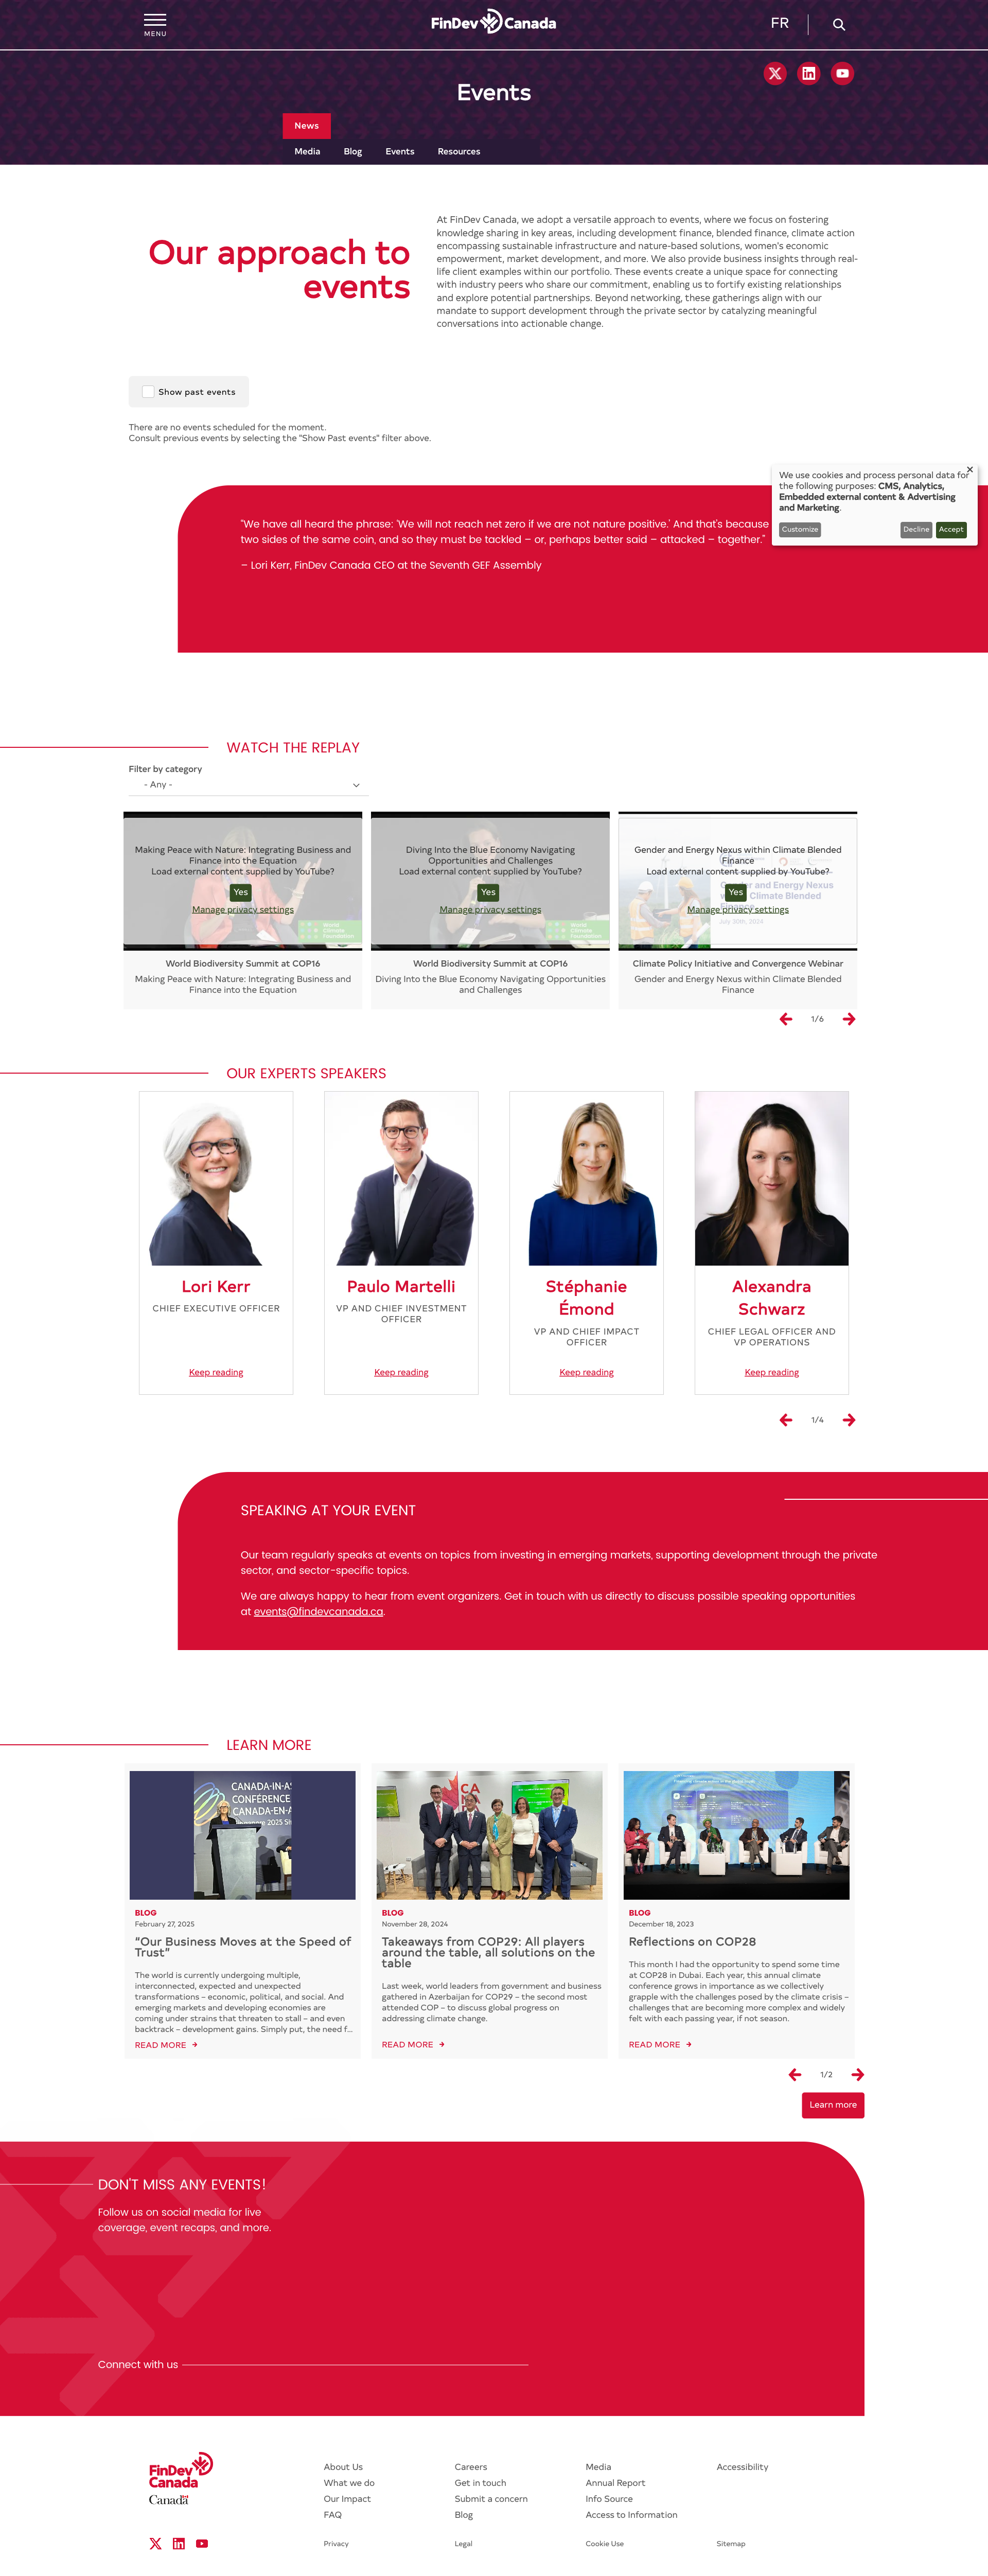 MENU
FinDev Canada
FR
Events
News
Media
Blog
Events
Resources
Our approach to
events
At FinDev Canada, we adopt a versatile approach to events, where we focus on fostering
knowledge sharing in key areas, including development finance, blended finance, climate action
encompassing sustainable infrastructure and nature-based solutions, women's economic
empowerment, market development, and more. We also provide business insights through real-
life client examples within our portfolio. These events create a unique space for connecting
with industry peers who share our commitment, enabling us to fortify existing relationships
and explore potential partnerships. Beyond networking, these gatherings align with our
mandate to support development through the private sector by catalyzing meaningful
conversations into actionable change.
Show past events
There are no events scheduled for the moment.
Consult previous events by selecting the "Show Past events" filter above.
We use cookies and process personal data for
the following purposes: CMS, Analytics,
Embedded external content & Advertising
and Marketing.
Customize
Decline
Accept
"We have all heard the phrase: 'We will not reach net zero if we are not nature positive.' And that's because
two sides of the same coin, and so they must be tackled – or, perhaps better said – attacked – together."
– Lori Kerr, FinDev Canada CEO at the Seventh GEF Assembly
WATCH THE REPLAY
Filter by category
- Any -
Making Peace with Nature: Integrating Business and
Finance into the Equation
Load external content supplied by YouTube?
Yes
Manage privacy settings
World
Climate
Foundation
World Biodiversity Summit at COP16
Making Peace with Nature: Integrating Business and
Finance into the Equation
Diving Into the Blue Economy Navigating
Opportunities and Challenges
Load external content supplied by YouTube?
Yes
Manage privacy settings
World
Climate
Foundation
World Biodiversity Summit at COP16
Diving Into the Blue Economy Navigating Opportunities
and Challenges
Gender and Energy Nexus within Climate Blended
Finance
Load external content supplied by YouTube?
Yes
Manage privacy settings
and Energy Nexus
Climate Blended
July 30th, 2024
Climate Policy Initiative and Convergence Webinar
Gender and Energy Nexus within Climate Blended
Finance
1/6
OUR EXPERTS SPEAKERS
Lori Kerr
CHIEF EXECUTIVE OFFICER
Keep reading
Paulo Martelli
VP AND CHIEF INVESTMENT
OFFICER
Keep reading
Stéphanie
Émond
VP AND CHIEF IMPACT
OFFICER
Keep reading
Alexandra
Schwarz
CHIEF LEGAL OFFICER AND
VP OPERATIONS
Keep reading
1/4
SPEAKING AT YOUR EVENT
Our team regularly speaks at events on topics from investing in emerging markets, supporting development through the private
sector, and sector-specific topics.
We are always happy to hear from event organizers. Get in touch with us directly to discuss possible speaking opportunities
at events@findevcanada.ca.
LEARN MORE
CANADA-IN-AS
CONFÉRENCE
CANADA-EN-A
Singapore 2025
BLOG
February 27, 2025
“Our Business Moves at the Speed of
Trust”
The world is currently undergoing multiple,
interconnected, expected and unexpected
transformations – economic, political, and social. And
emerging markets and developing economies are
coming under strains that threaten to stall – and even
backtrack – development gains. Simply put, the need f...
READ MORE
CA
BLOG
November 28, 2024
Takeaways from COP29: All players
around the table, all solutions on the
table
Last week, world leaders from government and business
gathered in Azerbaijan for COP29 – the second most
attended COP – to discuss global progress on
addressing climate change.
READ MORE
BLOG
December 18, 2023
Reflections on COP28
This month I had the opportunity to spend some time
at COP28 in Dubai. Each year, this annual climate
conference grows in importance as we collectively
grapple with the challenges posed by the climate crisis –
challenges that are becoming more complex and widely
felt with each passing year, if not season.
READ MORE
1/2
Learn more
DON'T MISS ANY EVENTS!
Follow us on social media for live
coverage, event recaps, and more.
Connect with us
FinDev
Canada
Canada
About Us
What we do
Our Impact
FAQ
Careers
Get in touch
Submit a concern
Blog
Media
Annual Report
Info Source
Access to Information
Accessibility
Privacy
Legal
Cookie Use
Sitemap